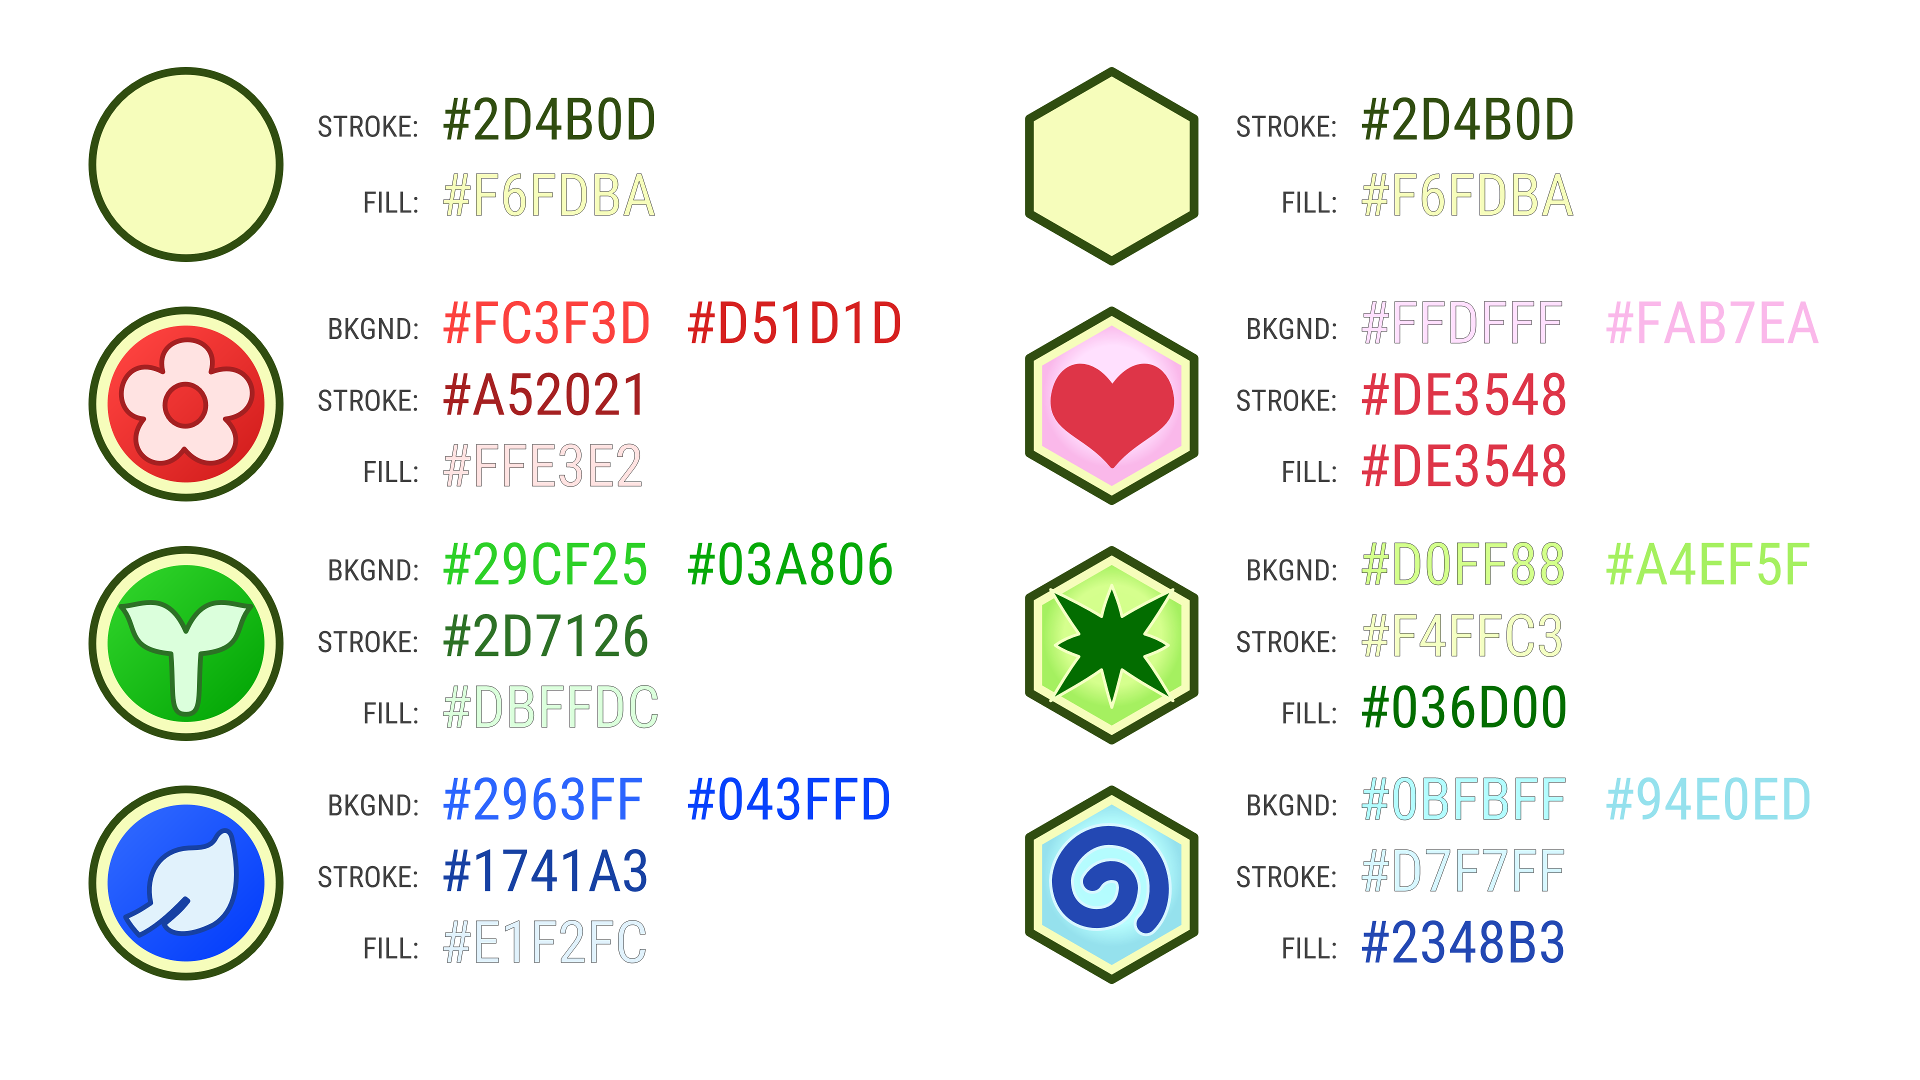 STROKE: #2D4B0D
FILL: #F6FDBA
BKGND: #FC3F3D #D51D1D
STROKE: #A52021
FILL: #FFE3E2
BKGND: #29CF25 #03A806
STROKE: #2D7126
FILL: #DBFFDC
BKGND: #2963FF #043FFD
STROKE: #1741A3
FILL: #E1F2FC
STROKE: #2D4B0D
FILL: #F6FDBA
BKGND: #FFDFFF #FAB7EA
STROKE: #DE3548
FILL: #DE3548
BKGND: #D0FF88 #A4EF5F
STROKE: #F4FFC3
FILL: #036D00
BKGND: #0BFBFF #94E0ED
STROKE: #D7F7FF
FILL: #2348B3